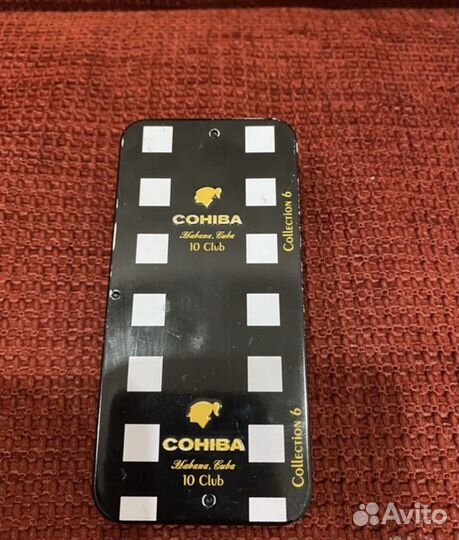 COHIBA
Habana, Cuba
10 Club
Collection 6
COHIBA
Habana, Cuba
10 Club
Collection 6
Avito